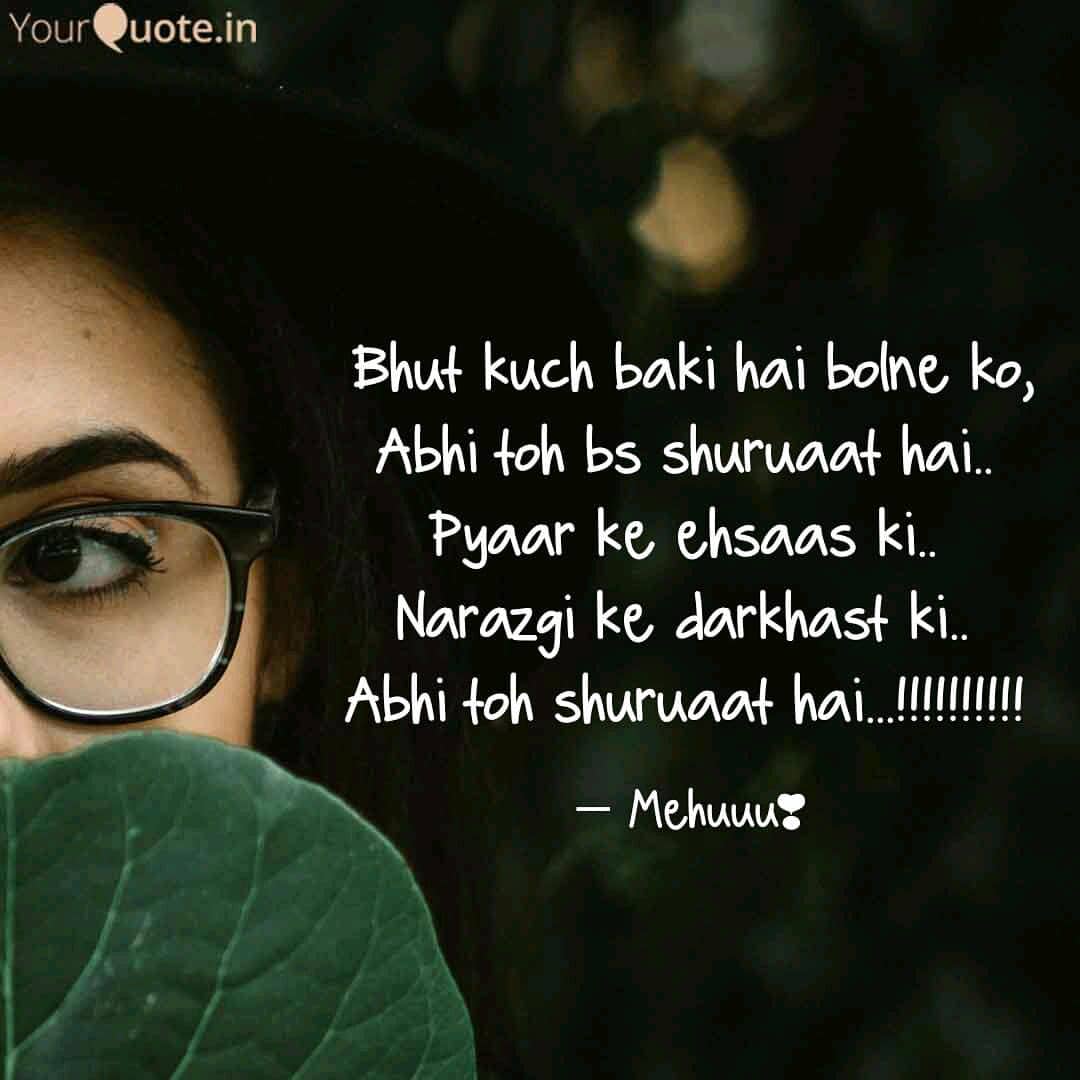 YourQuote.in
Bhut kuch baki hai bolne ko,
Abhi toh bs shuruaat hai..
Pyaar ke ehsaas ki..
Narazgi ke darkhast ki..
Abhi toh shuruaat hai...!!!!!!!!!!
— Mehuuu❣